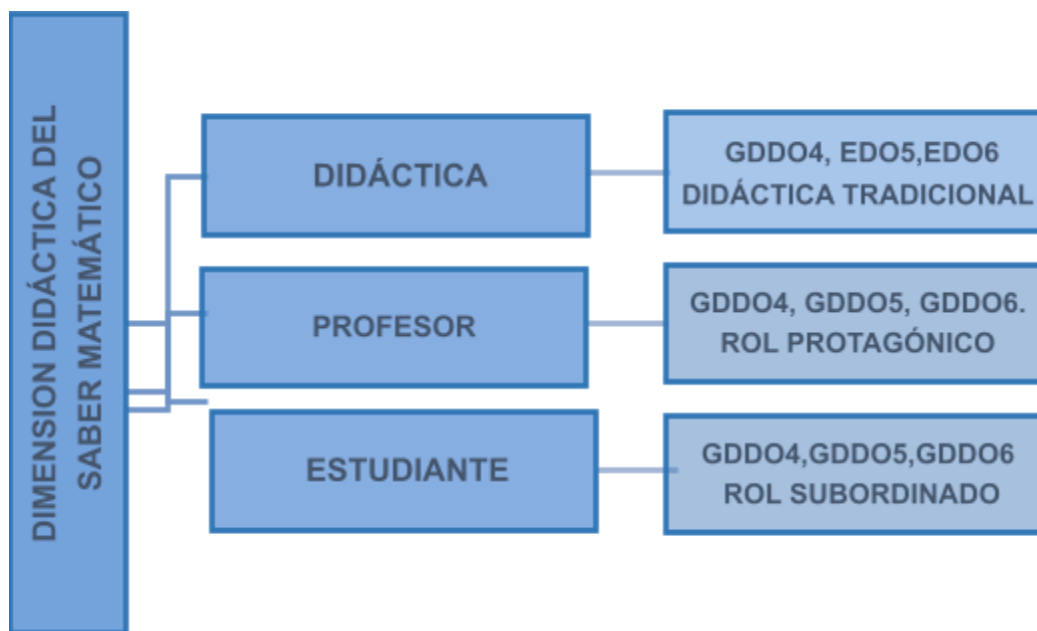 DIMENSION DIDÁCTICA DEL
SABER MATEMÁTICO
DIDÁCTICA
GDDO4, EDO5,EDO6
DIDÁCTICA TRADICIONAL
PROFESOR
GDDO4, GDDO5, GDDO6.
ROL PROTAGÓNICO
ESTUDIANTE
GDDO4,GDDO5,GDDO6
ROL SUBORDINADO